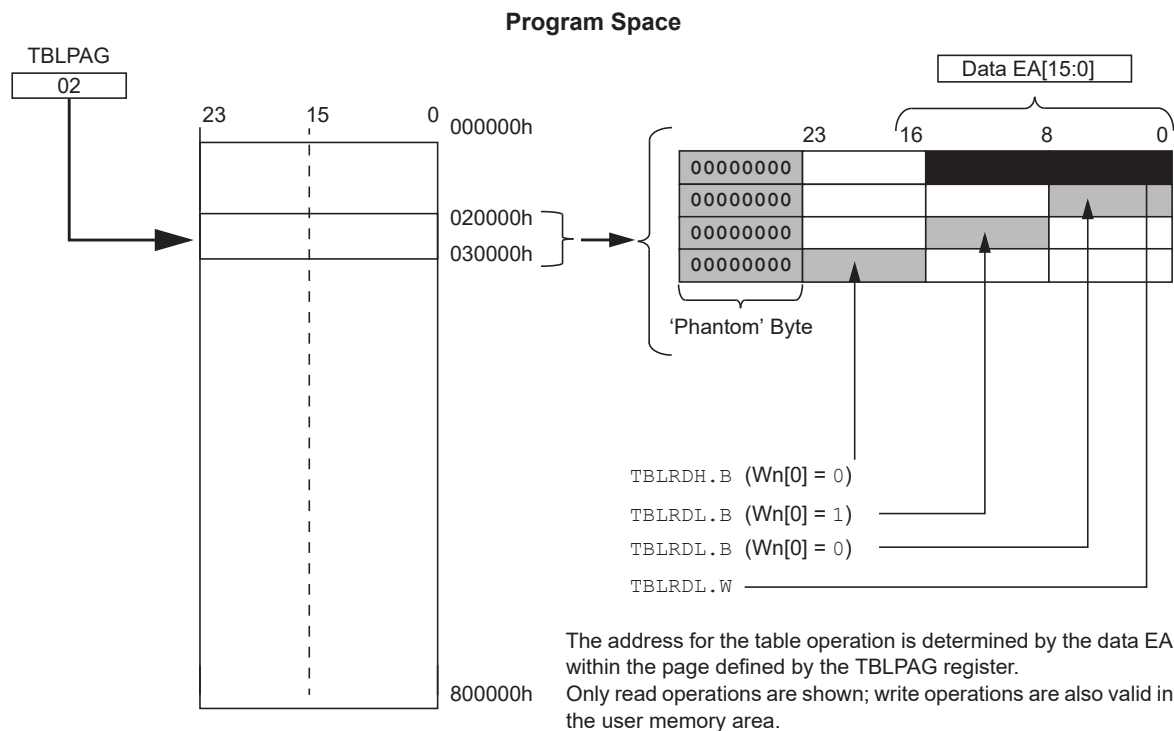 Program Space
TBLPAG
02
Data EA[15:0]
23 15 0
000000h
23 16 8 0
00000000
00000000
00000000
00000000
020000h
030000h
‘Phantom’ Byte
TBLRDH.B (Wn[0] = 0)
TBLRDL.B (Wn[0] = 1)
TBLRDL.B (Wn[0] = 0)
TBLRDL.W
The address for the table operation is determined by the data EA
within the page defined by the TBLPAG register.
Only read operations are shown; write operations are also valid in
the user memory area.
800000h